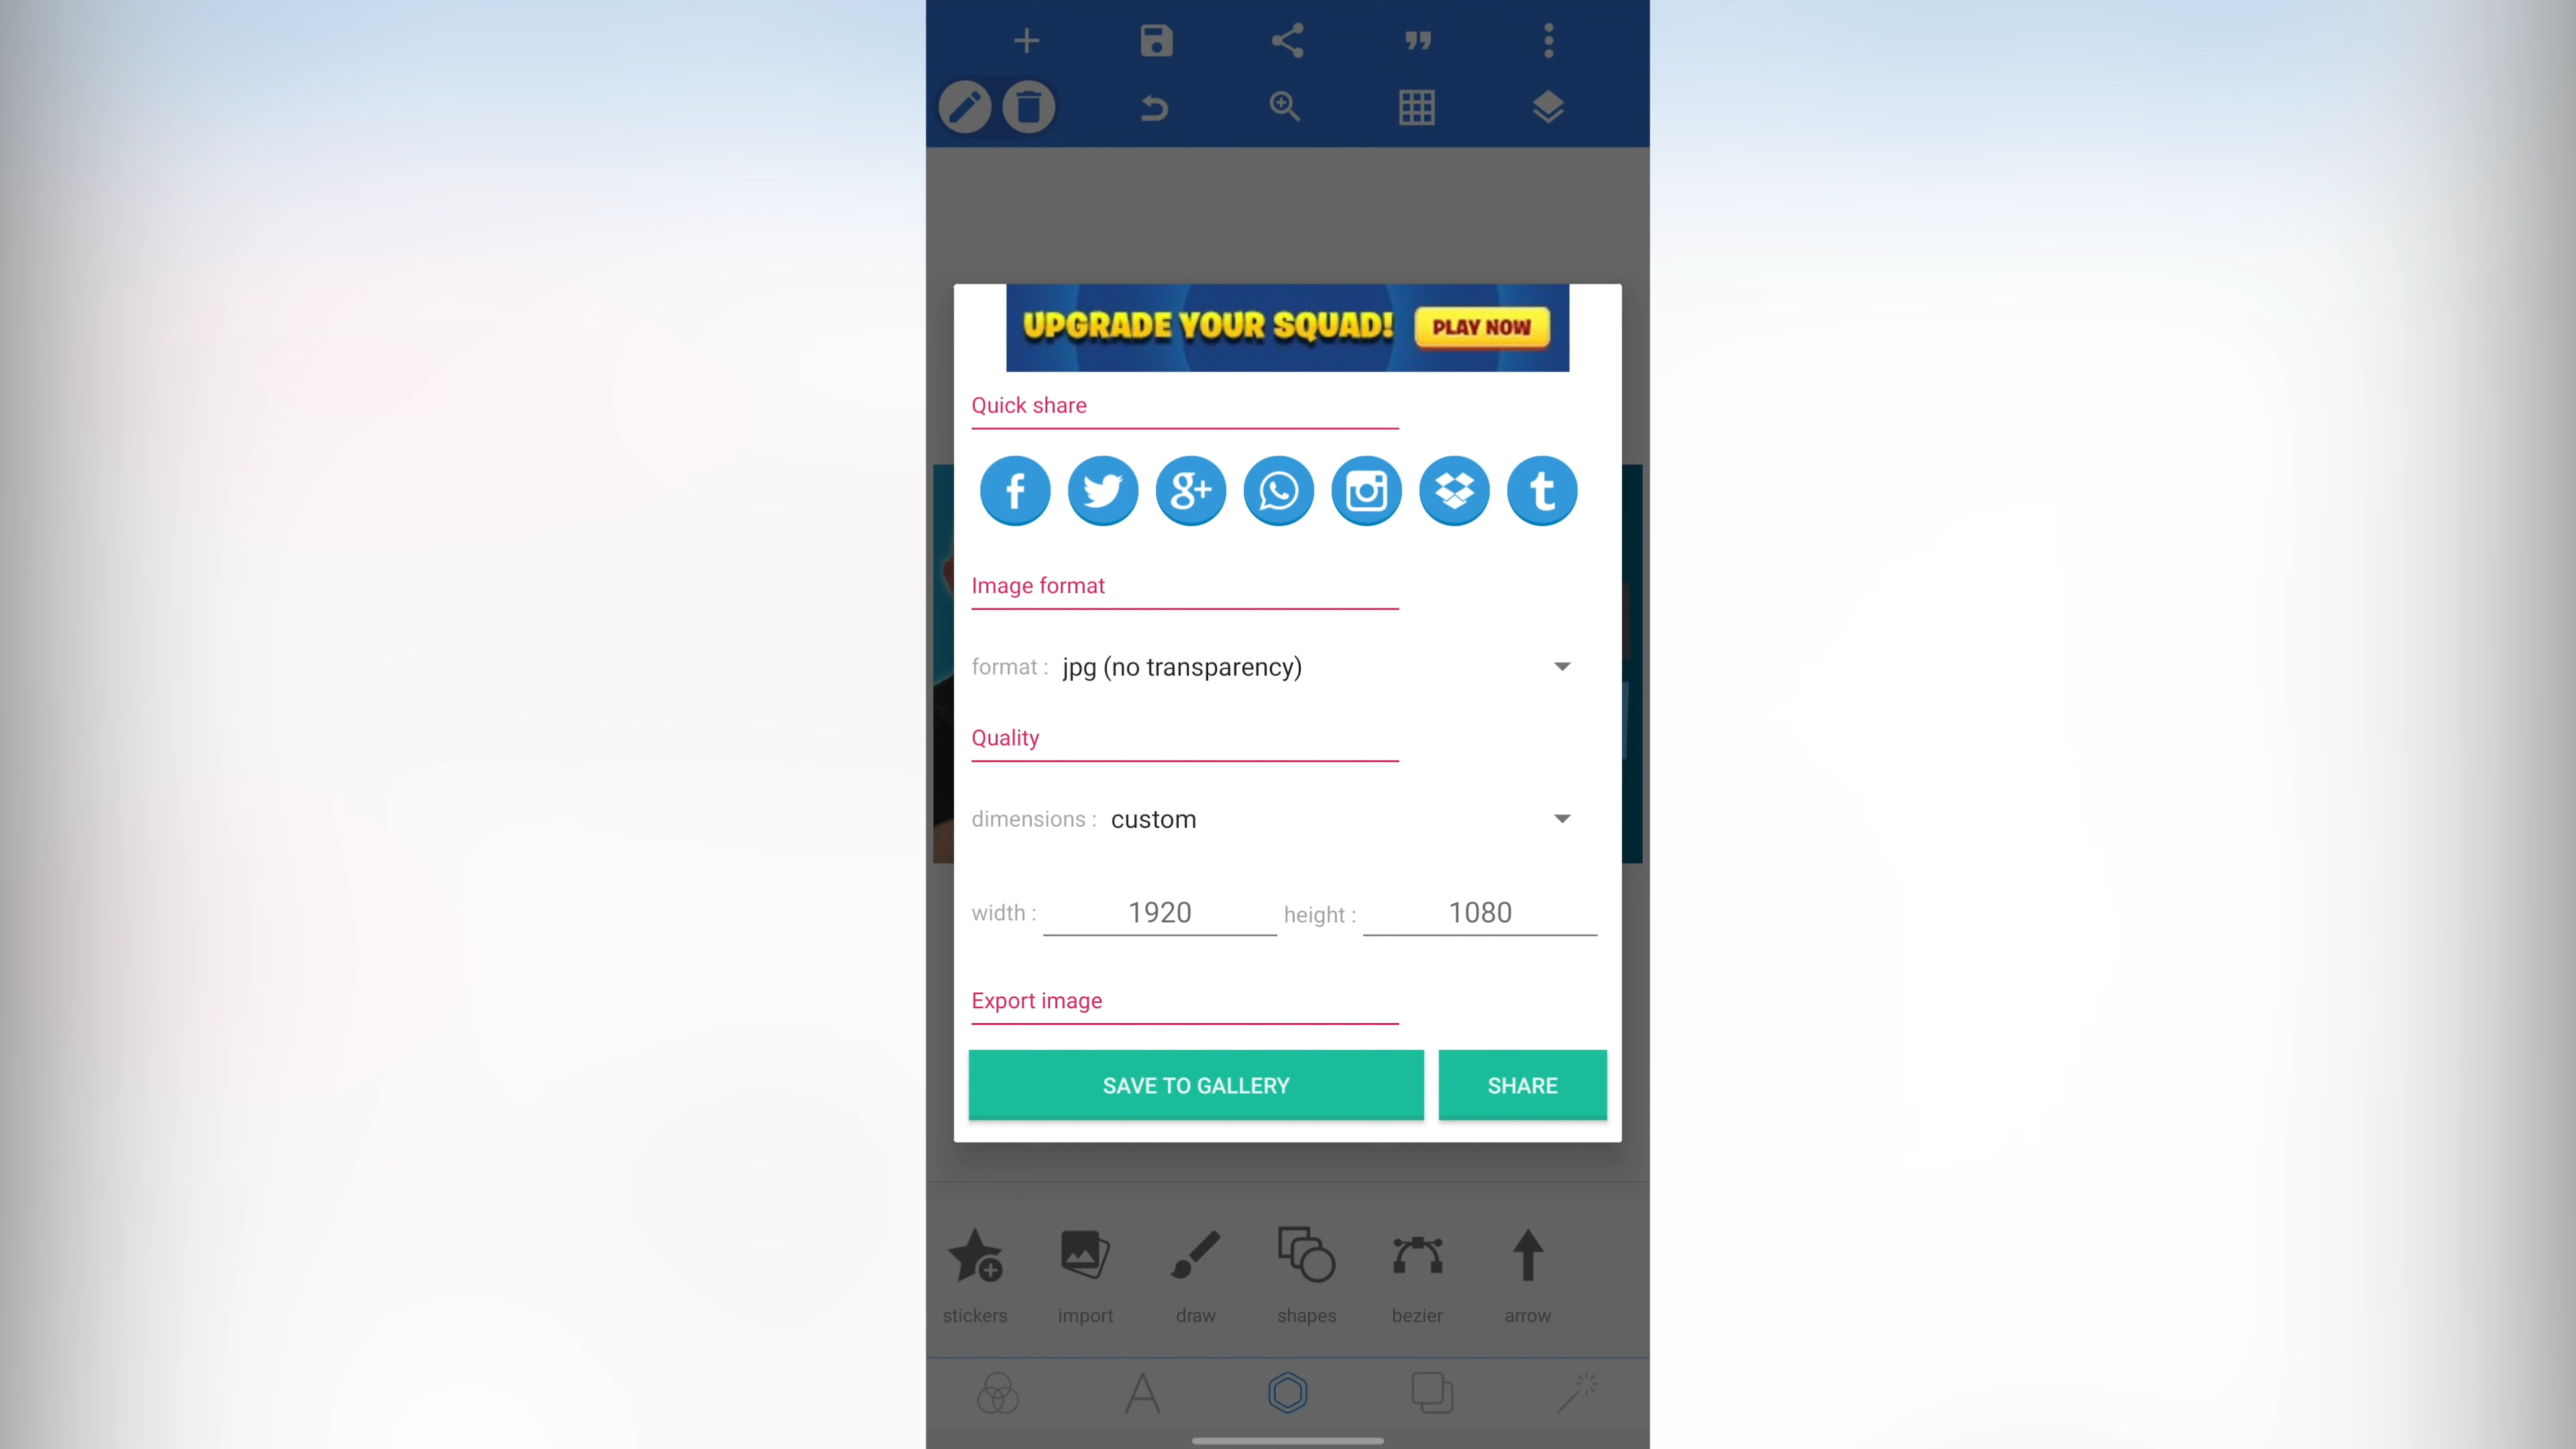 UPGRADE YOUR SQUAD! PLAY NOW
Quick share
Image format
format : jpg (no transparency)
Quality
dimensions : custom
width : 1920 height : 1080
Export image
SAVE TO GALLERY SHARE
stickers import draw shapes bezier arrow